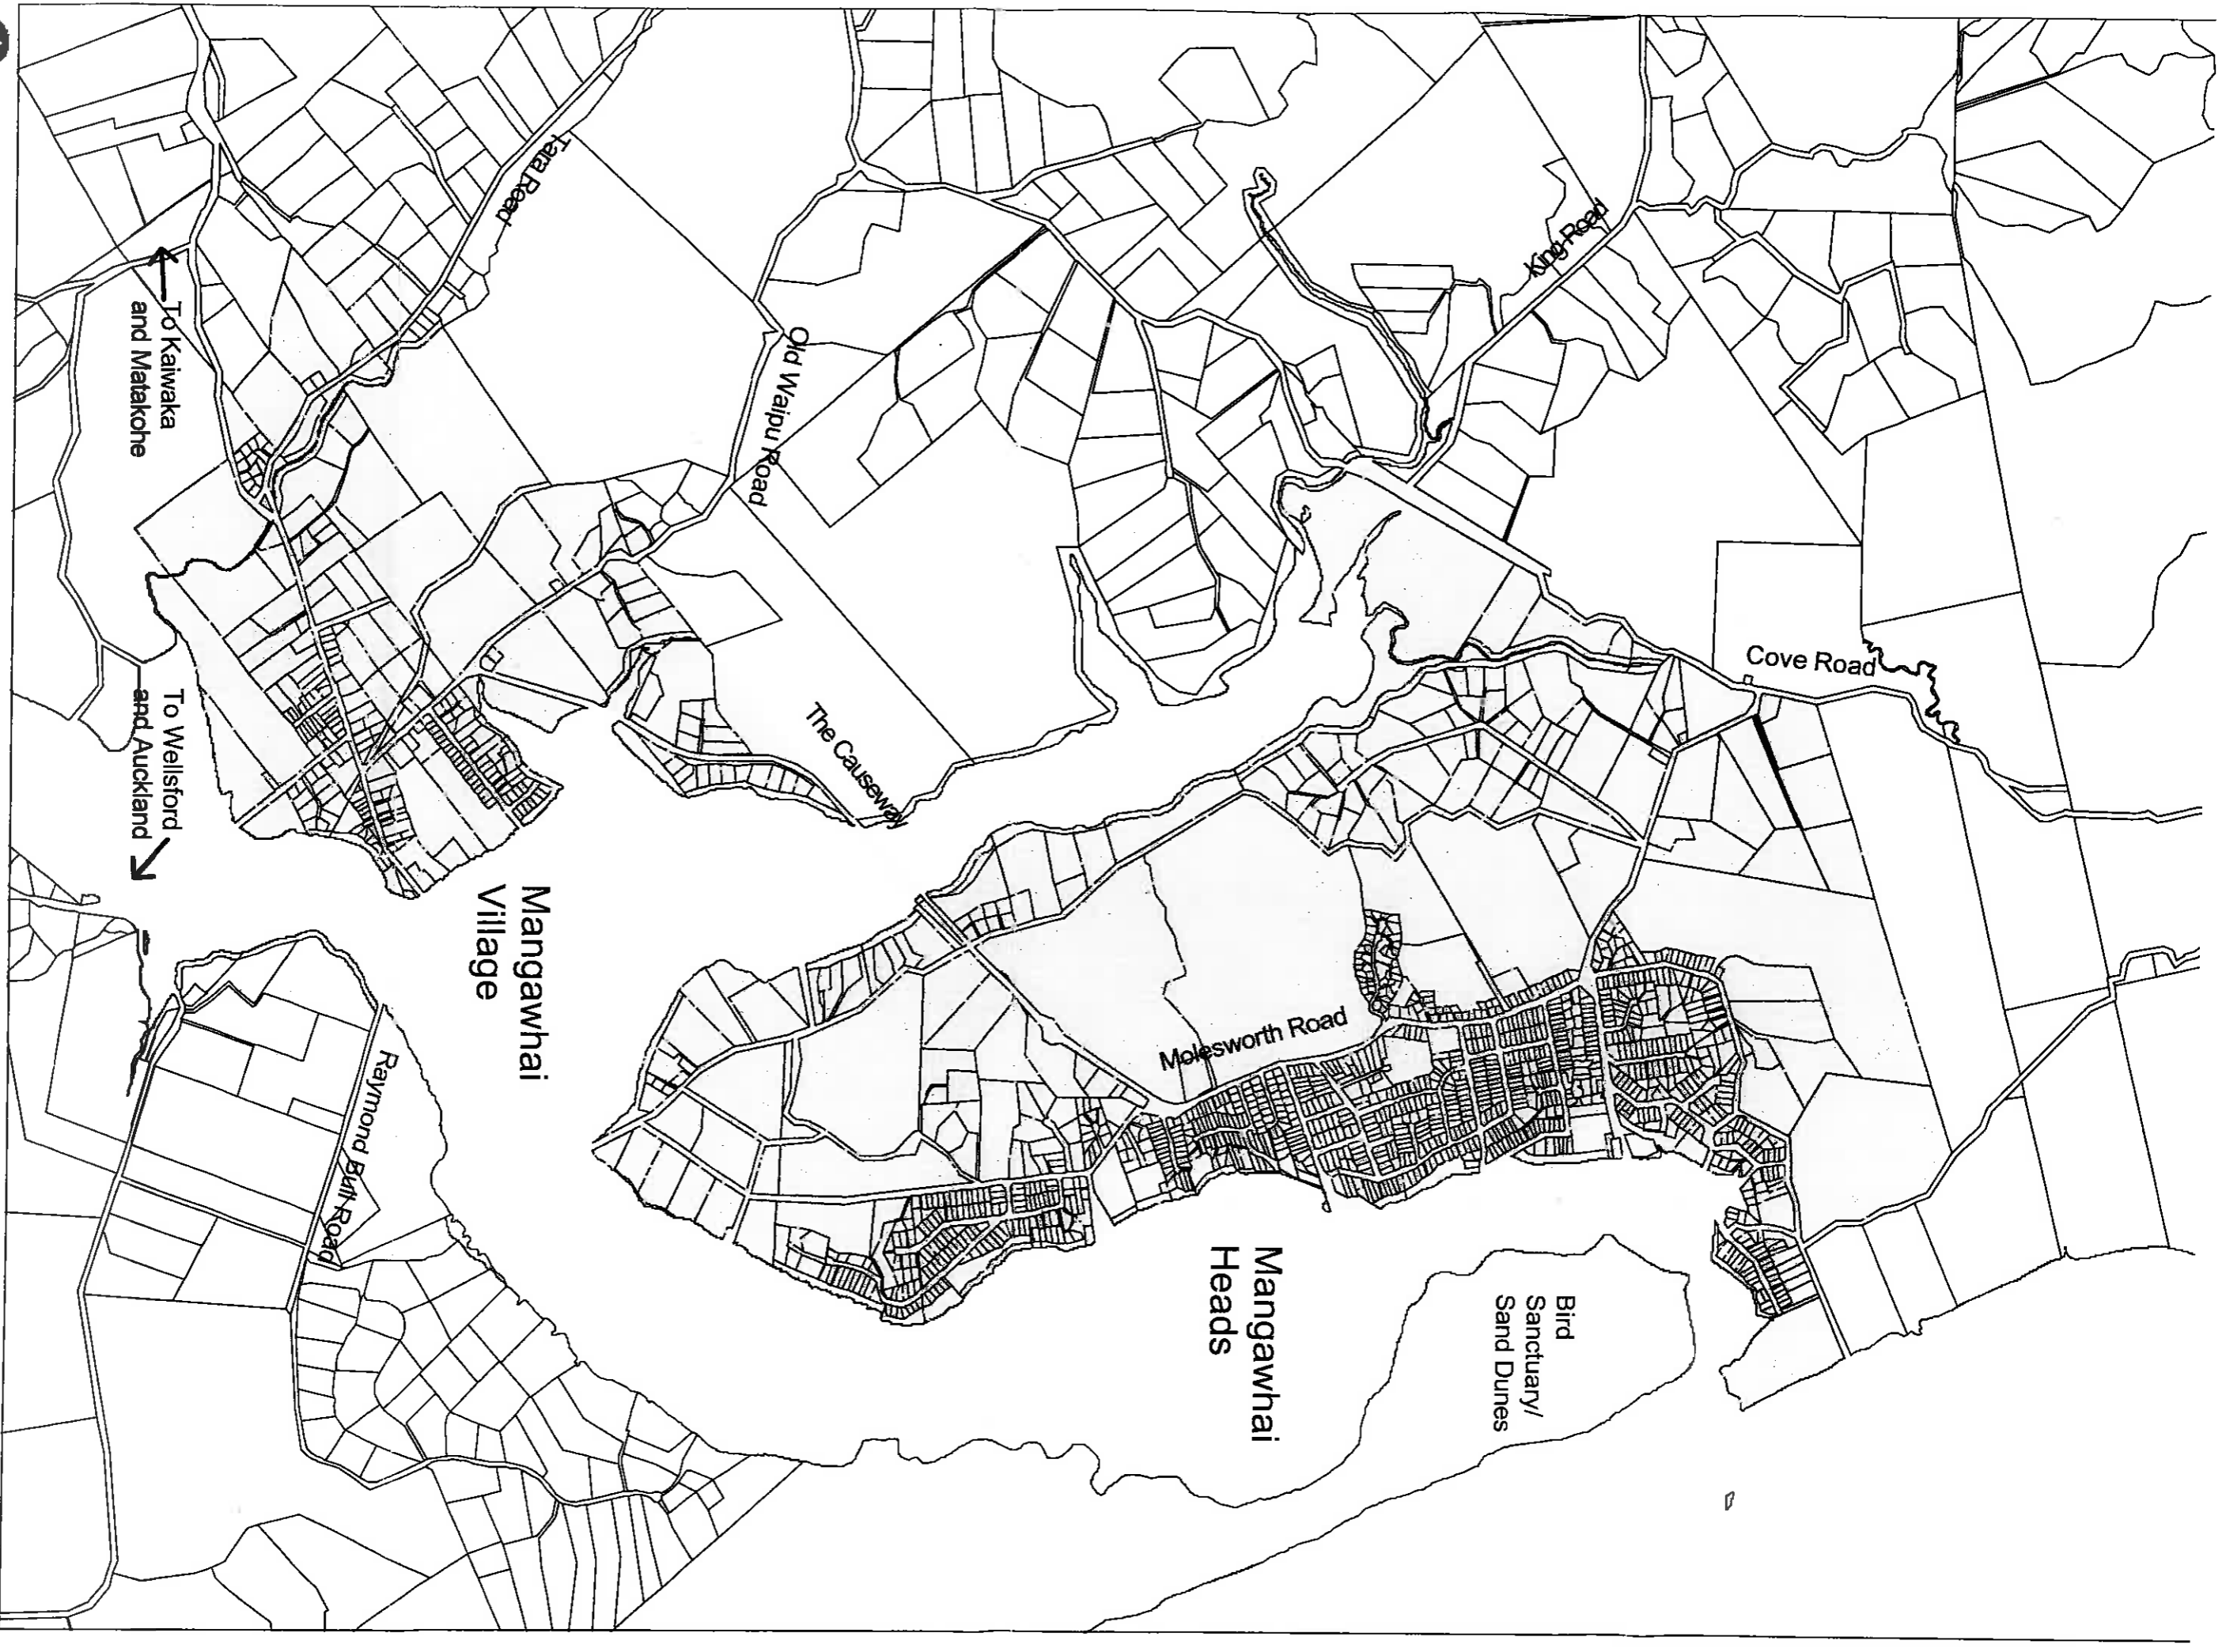 Tara Road
King Road
To Kaiwaka
and Matakohe
Old Waipu Road
Cove Road
To Wellsford
and Auckland
The Causeway
Mangawhai
Village
Molesworth Road
Raymond Bull Road
Mangawhai
Heads
Bird
Sanctuary/
Sand Dunes